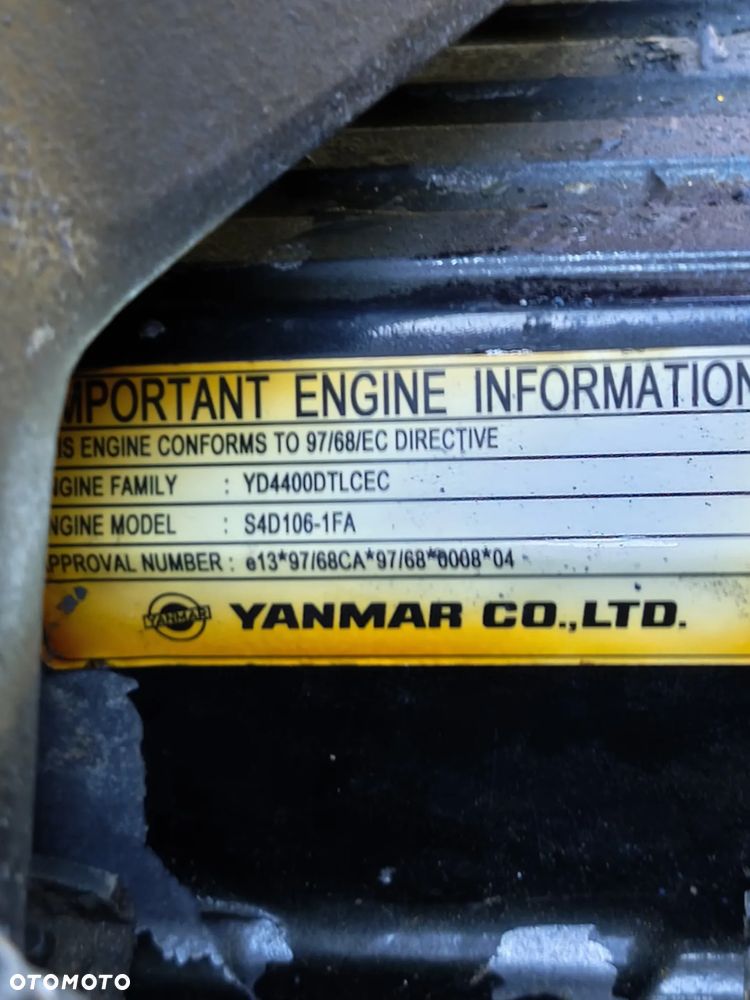 IMPORTANT ENGINE INFORMATION
IS ENGINE CONFORMS TO 97/68/EC DIRECTIVE
NGINE FAMILY : YD4400DTLCEC
NGINE MODEL : S4D106-1FA
APPROVAL NUMBER : e13*97/68CA*97/68*0008*04
YANMAR YANMAR CO.,LTD.
OTOMOTO